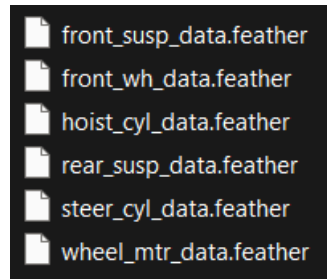 front_susp_data.feather
front_wh_data.feather
hoist_cyl_data.feather
rear_susp_data.feather
steer_cyl_data.feather
wheel_mtr_data.feather